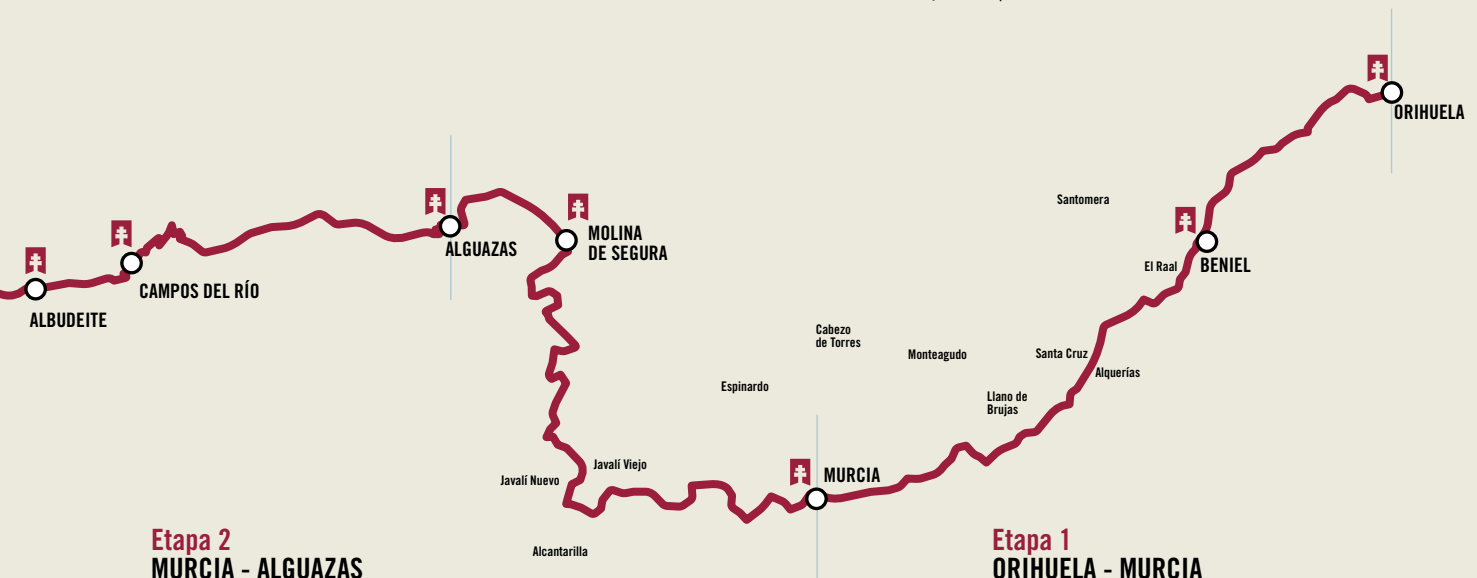 ORIHUELA
Santomera
MOLINA
DE SEGURA
ALGUAZAS
El Raal
BENIEL
CAMPOS DEL RÍO
ALBUDEITE
Cabezo
de Torres
Monteagudo
Santa Cruz
Alquerías
Espinardo
Llano de
Brujas
Javalí Viejo
Javalí Nuevo
MURCIA
Alcantarilla
Etapa 2
MURCIA - ALGUAZAS
Etapa 1
ORIHUELA - MURCIA